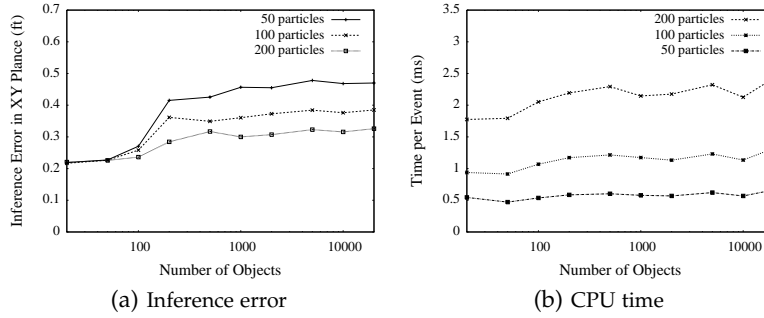 50 particles
100 particles
200 particles
0.7
0.6
0.5
0.4
0.3
0.2
0.1
0
Inference Error in XY Plance (ft)
100
1000
10000
Number of Objects
(a) Inference error
200 particles
100 particles
50 particles
3.5
3
2.5
2
1.5
1
0.5
0
Time per Event (ms)
100
1000
10000
Number of Objects
(b) CPU time